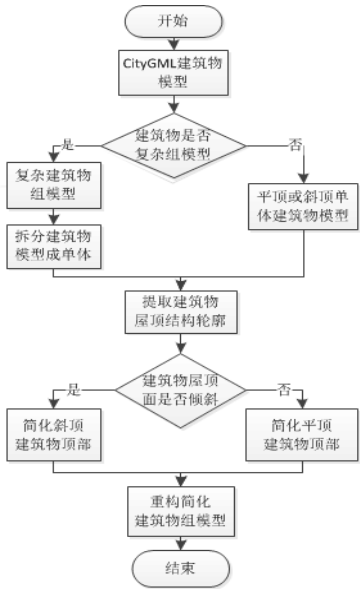 开始
CityGML建筑物
模型
建筑物是否
复杂组模型
是
否
复杂建筑物
组模型
平顶或斜顶单
体建筑物模型
拆分建筑物
模型成单体
提取建筑物
屋顶结构轮廓
建筑物屋顶
面是否倾斜
是
否
简化斜顶
建筑物顶部
简化平顶
建筑物顶部
重构简化
建筑物组模型
结束